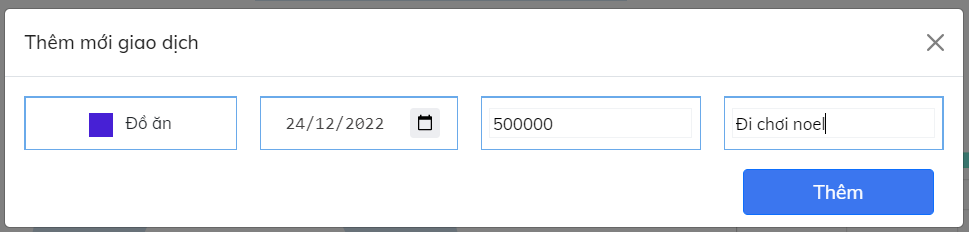 Thêm mới giao dịch
Đồ ăn
24/12/2022
500000
Đi chơi noel
Thêm